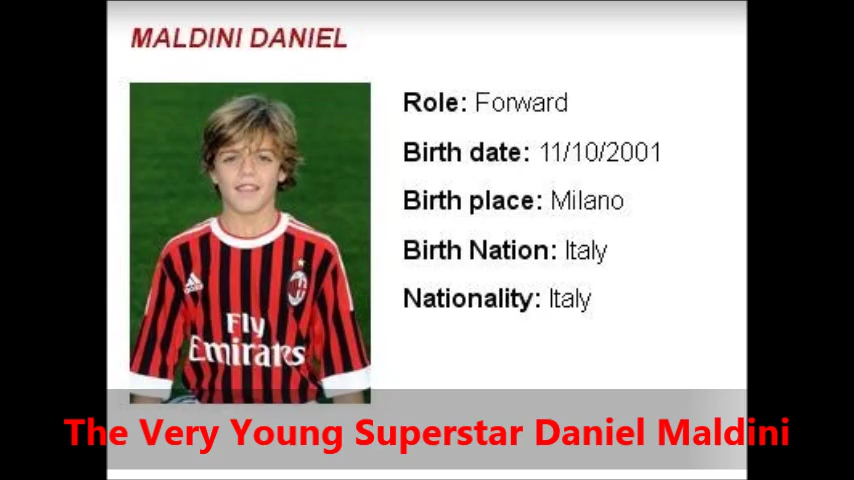 MALDINI DANIEL
Role: Forward
Birth date: 11/10/2001
Birth place: Milano
Birth Nation: Italy
Nationality: Italy
Fly
Emirates
The Very Young Superstar Daniel Maldini